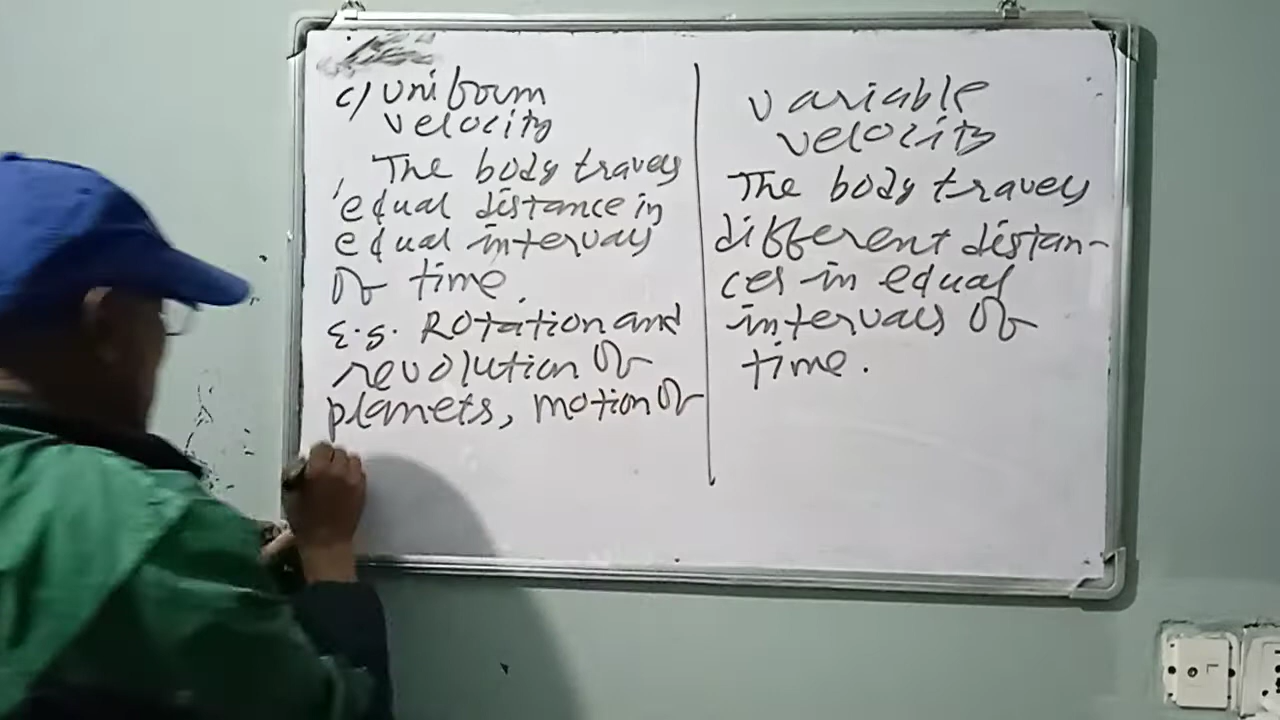 c) uniform
velocity
The body travels
equal distance in
equal intervals
of time.
E.g. Rotation and
revolution of
planets, motion of
variable
velocity
The body travels
different distan-
ces in equal
intervals of
time.